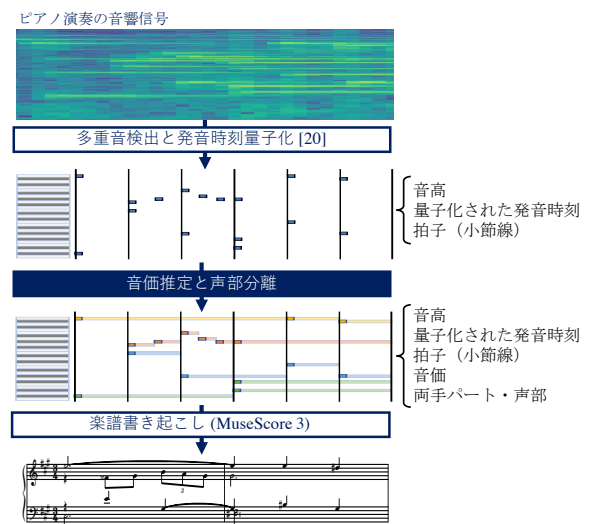 ピアノ演奏の音響信号
多重音検出と発音時刻量子化 [20]
音高
量子化された発音時刻
拍子（小節線）
音価推定と声部分離
音高
量子化された発音時刻
拍子（小節線）
音価
両手パート・声部
楽譜書き起こし (MuseScore 3)
3